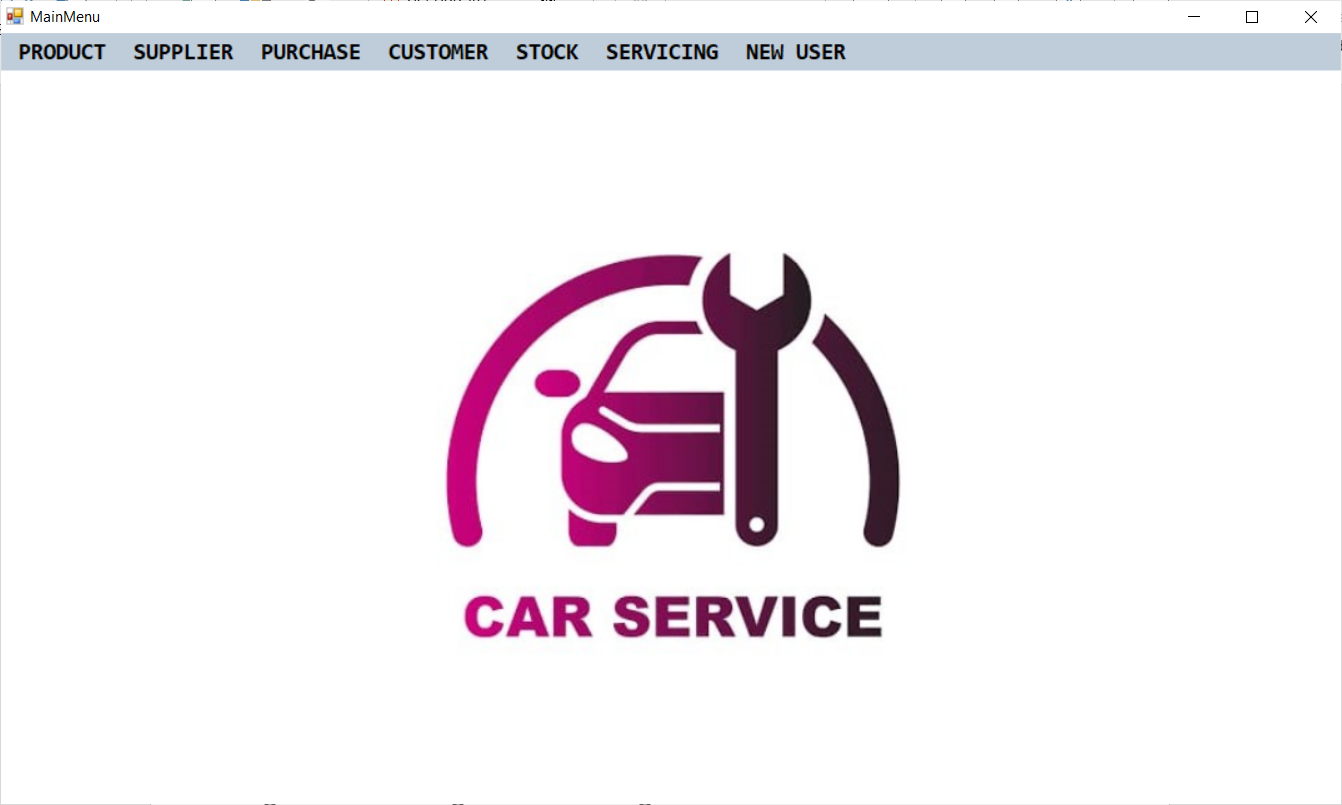 MainMenu
PRODUCT SUPPLIER PURCHASE CUSTOMER STOCK SERVICING NEW USER
CAR SERVICE